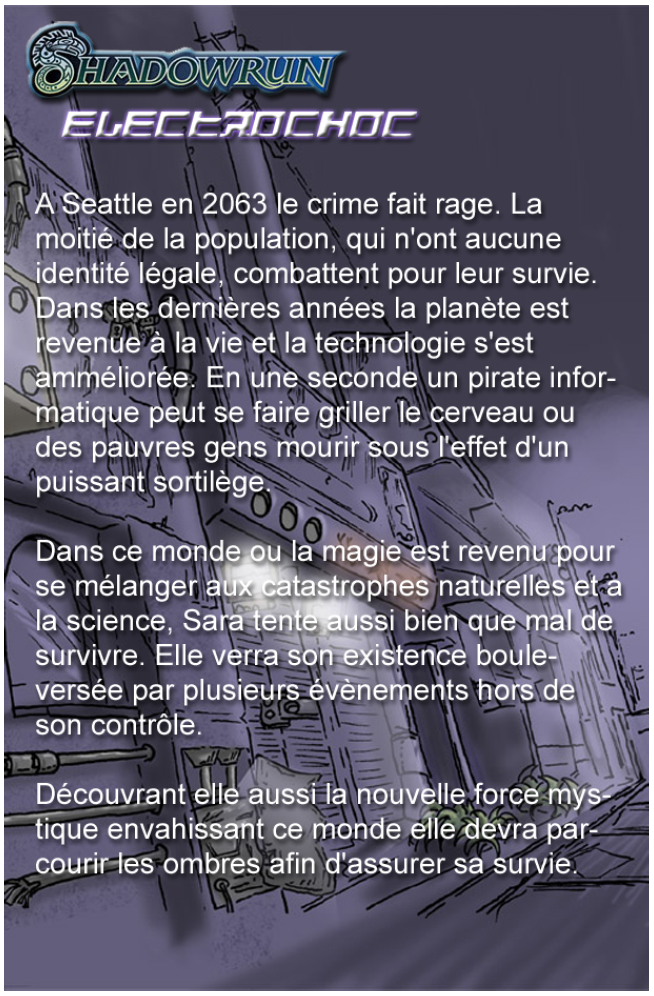 SHADOWRUN
ELECTROCHOC
A Seattle en 2063 le crime fait rage. La
moitié de la population, qui n'ont aucune
identité légale, combattent pour leur survie.
Dans les dernières années la planète est
revenue à la vie et la technologie s'est
amméliorée. En une seconde un pirate infor-
matique peut se faire griller le cerveau ou
des pauvres gens mourir sous l'effet d'un
puissant sortilège.
Dans ce monde ou la magie est revenu pour
se mélanger aux catastrophes naturelles et a
la science, Sara tente aussi bien que mal de
survivre. Elle verra son existence boule-
versée par plusieurs évènements hors de
son contrôle.
Découvrant elle aussi la nouvelle force mys-
tique envahissant ce monde elle devra par-
courir les ombres afin d'assurer sa survie.